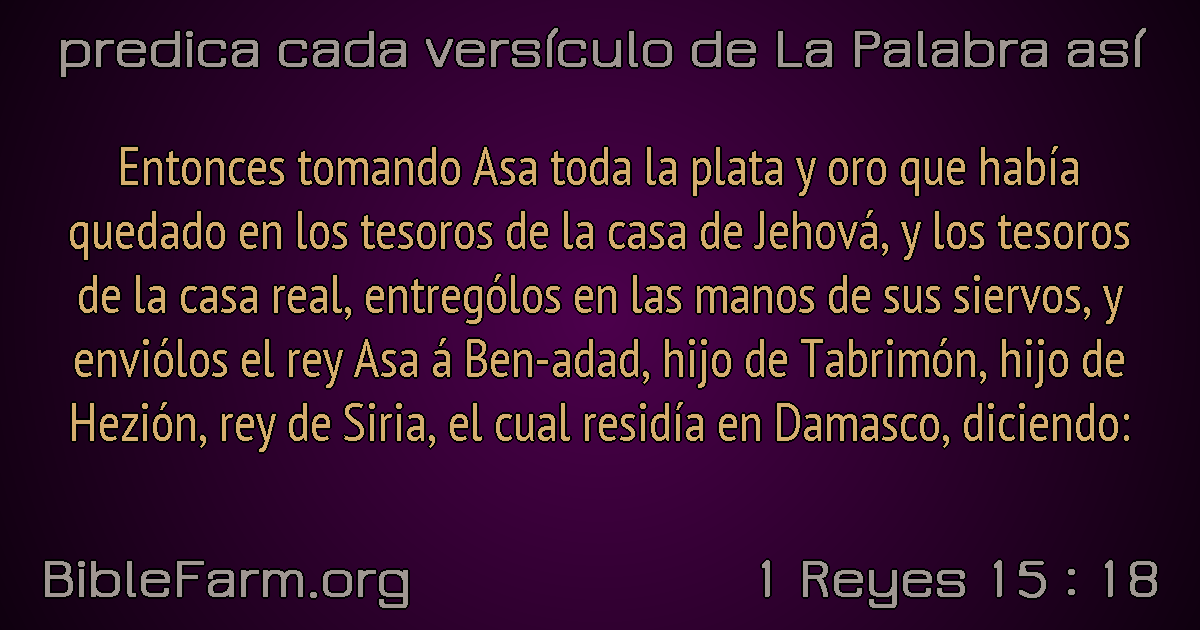 predica cada versículo de La Palabra así
Entonces tomando Asa toda la plata y oro que había
quedado en los tesoros de la casa de Jehová, y los tesoros
de la casa real, entrególos en las manos de sus siervos, y
enviólos el rey Asa á Ben-adad, hijo de Tabrimón, hijo de
Hezión, rey de Siria, el cual residía en Damasco, diciendo:
BibleFarm.org
1 Reyes 15 : 18